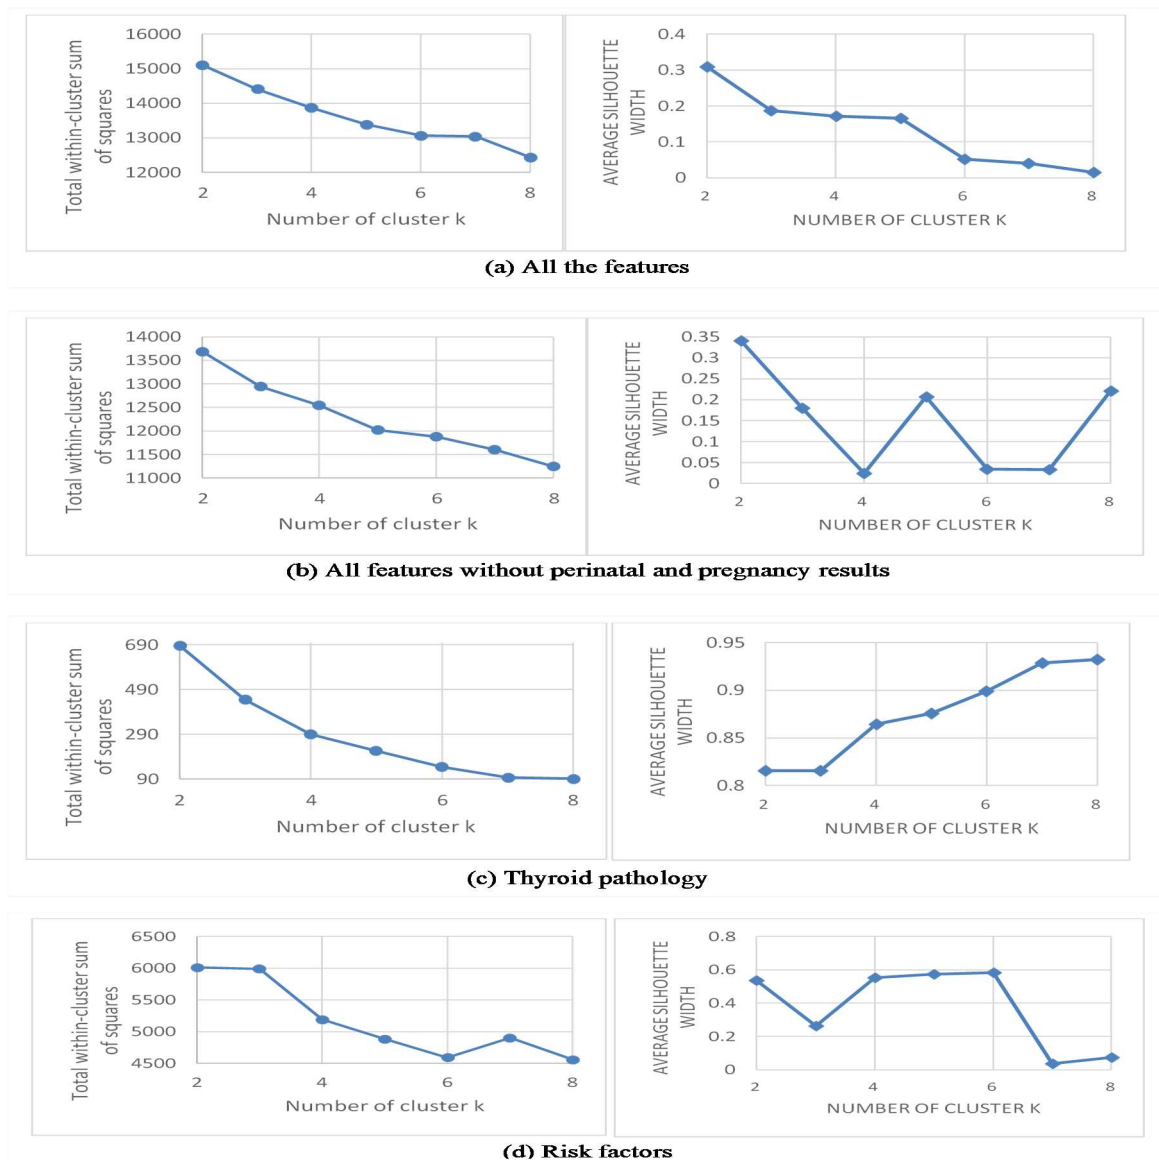 16000
15000
14000
13000
12000
2 4 6 8
Total within-cluster sum
of squares
Number of cluster k
0.4
0.3
0.2
0.1
0
2 4 6 8
AVERAGE SILHOUETTE
WIDTH
NUMBER OF CLUSTER K
(a) All the features
14000
13500
13000
12500
12000
11500
11000
2 4 6 8
Total within-cluster sum
of squares
Number of cluster k
0.35
0.3
0.25
0.2
0.15
0.1
0.05
0
2 4 6 8
AVERAGE SILHOUETTE
WIDTH
NUMBER OF CLUSTER K
(b) All features without perinatal and pregnancy results
690
490
290
90
2 4 6 8
Total within-cluster sum
of squares
Number of cluster k
0.95
0.9
0.85
0.8
2 4 6 8
AVERAGE SILHOUETTE
WIDTH
NUMBER OF CLUSTER K
(c) Thyroid pathology
6500
6000
5500
5000
4500
2 4 6 8
Total within-cluster sum
of squares
Number of cluster k
0.8
0.6
0.4
0.2
0
2 4 6 8
AVERAGE SILHOUETTE
WIDTH
NUMBER OF CLUSTER K
(d) Risk factors